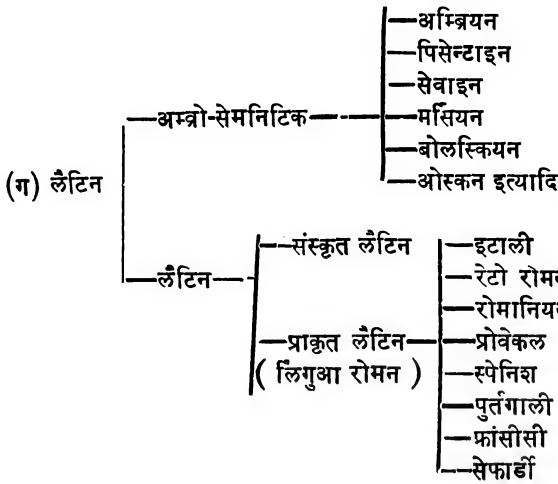 अम्ब्रियन
पिसेन्टाइन
सेवाइन
अम्ब्रो-सेमनिटिक
मर्सियन
बोलस्कियन
(ग) लैटिन
ओस्कन इत्यादि
संस्कृत लैटिन
इटाली
लैटिन
रेटो
प्राकृत लैटिन
प्रोवेकल
( लिंगुआ रोमन )
स्पेनिश
पुर्तगाली
फ्रांसीसी
सेफार्डी